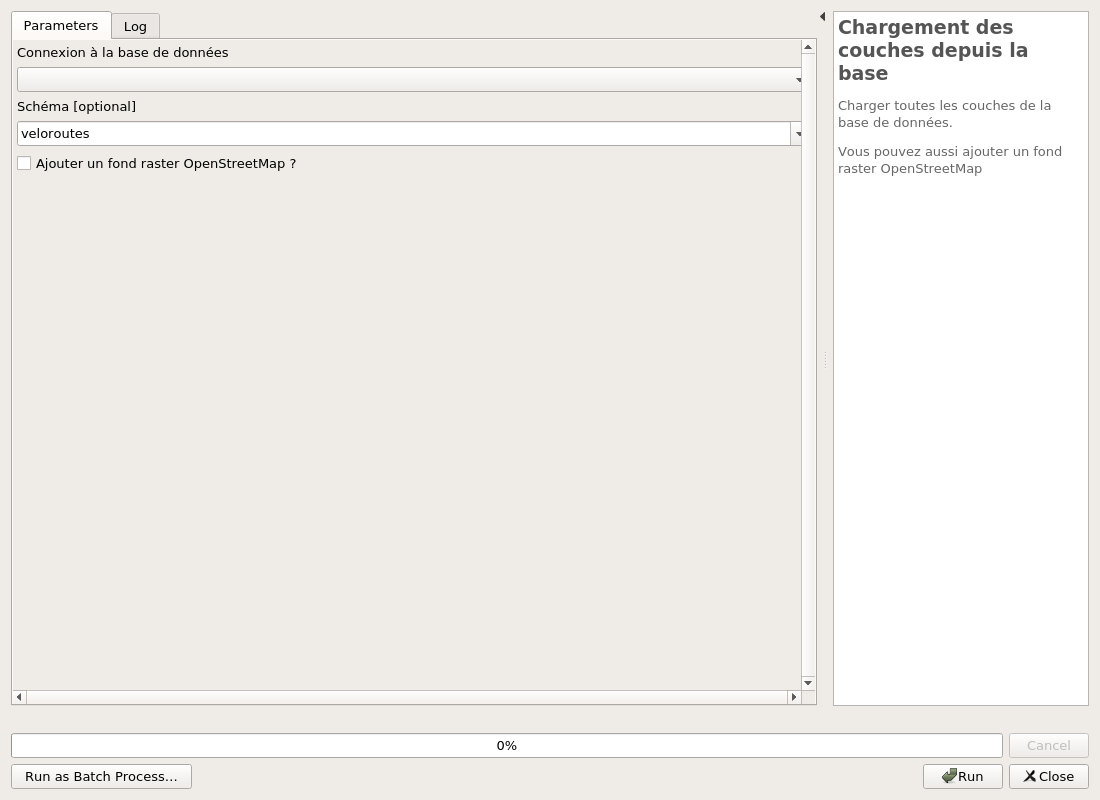 Parameters
Log
Connexion à la base de données
Schéma [optional]
veloroutes
Ajouter un fond raster OpenStreetMap ?
Chargement des
couches depuis la
base
Charger toutes les couches de la
base de données.
Vous pouvez aussi ajouter un fond
raster OpenStreetMap
0%
Cancel
Run as Batch Process…
Run
Close